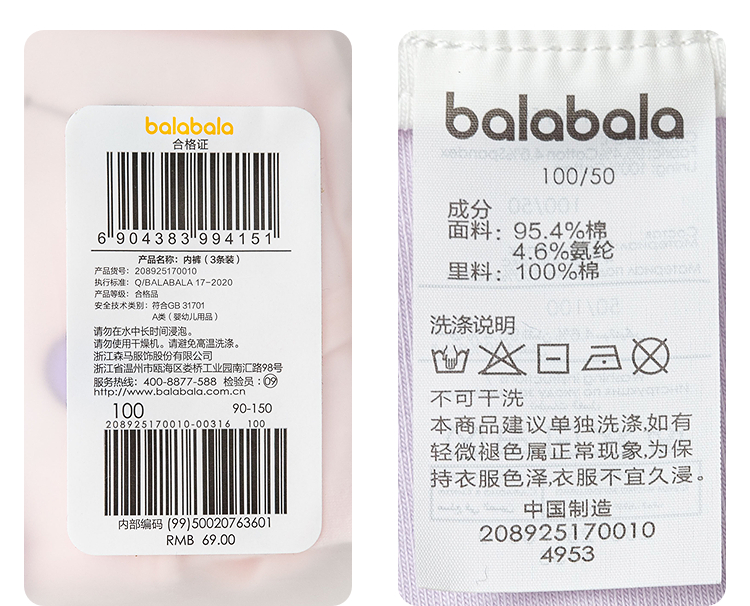 balabala
合格证
6 904383 994151
产品名称：内裤（3条装）
产品货号：208925170010
执行标准：Q/BALABALA 17-2020
产品等级：合格品
安全技术类别：符合GB 31701
A类（婴幼儿用品）
请勿在水中长时间浸泡。
请勿使用干燥机。请避免高温洗涤。
浙江森马服饰股份有限公司
浙江省温州市瓯海区娄桥工业园南汇路98号
服务热线：400-8877-588 检验员：09
http://www.balabala.com.cn
100 90-150
208925170010-00316 100
内部编码 (99)50020763601
RMB 69.00
balabala
100/50
成分
面料：95.4%棉
4.6%氨纶
里料：100%棉
洗涤说明
不可干洗
本商品建议单独洗涤,如有
轻微褪色属正常现象,为保
持衣服色泽,衣服不宜久浸。
中国制造
208925170010
4953